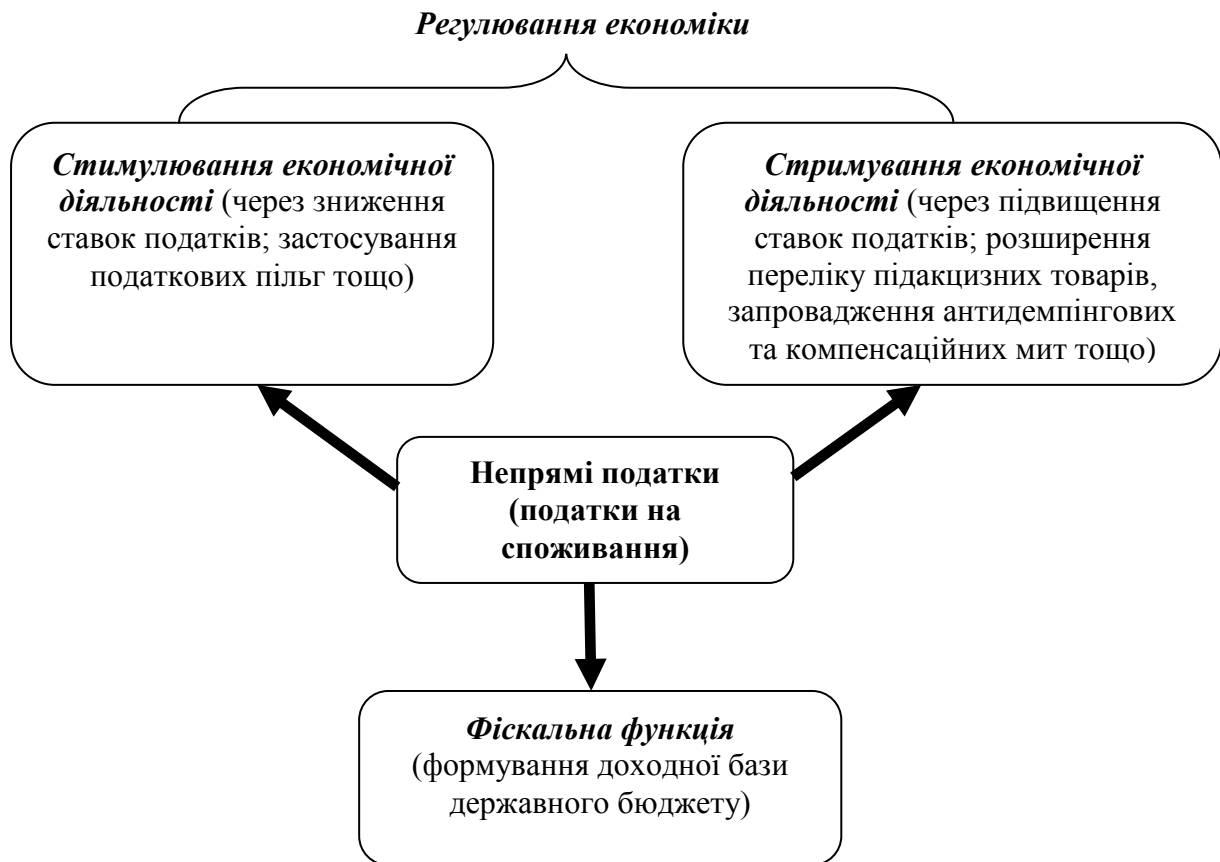 Регулювання економіки
Стимулювання економічної
діяльності (через зниження
ставок податків; застосування
податкових пільг тощо)
Стримування економічної
діяльності (через підвищення
ставок податків; розширення
переліку підакцизних товарів,
запровадження антидемпінгових
та компенсаційних мит тощо)
Непрямі податки
(податки на
споживання)
Фіскальна функція
(формування доходної бази
державного бюджету)